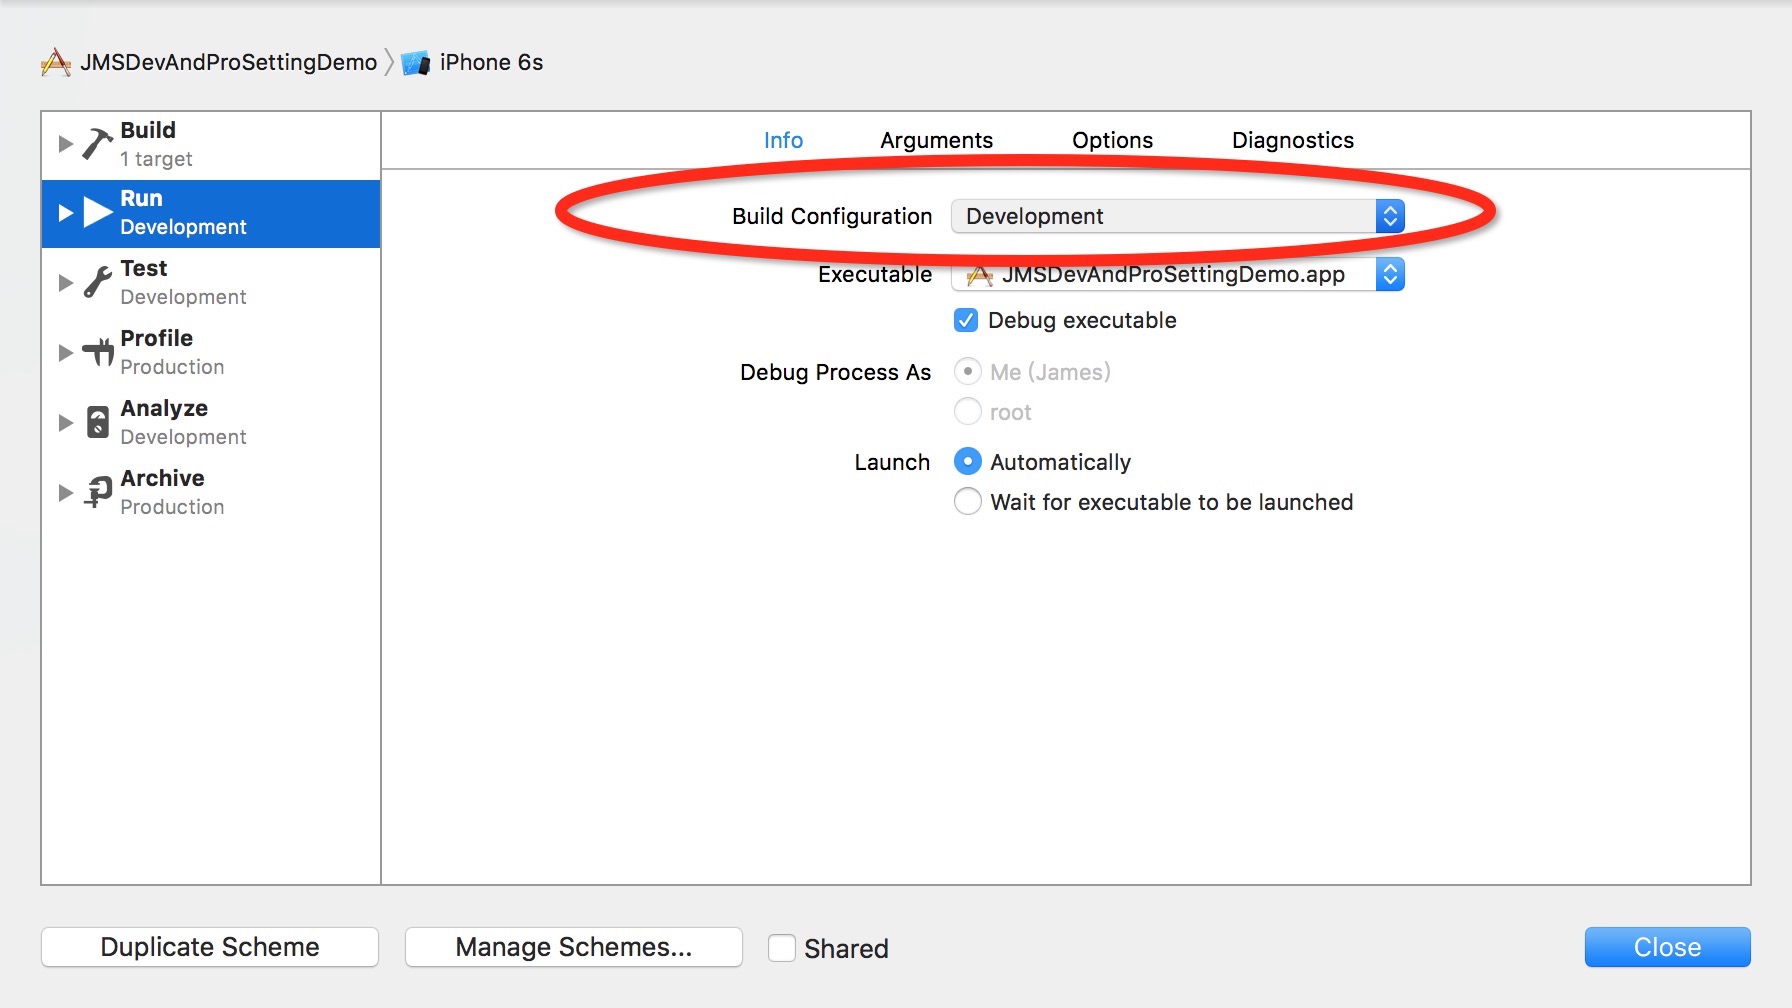 JMSDevAndProSettingDemo iPhone 6s
Build
1 target
Run
Development
Test
Development
Profile
Production
Analyze
Development
Archive
Production
Info Arguments Options Diagnostics
Build Configuration Development
Executable JMSDevAndProSettingDemo.app
Debug executable
Debug Process As Me (James)
root
Launch Automatically
Wait for executable to be launched
Duplicate Scheme Manage Schemes... Shared Close